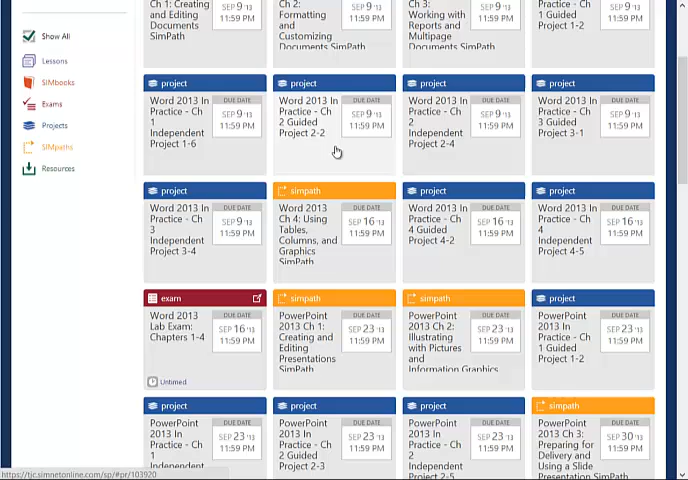 Show All
Lessons
SIMbooks
Exams
Projects
SIMpaths
Resources
Ch 1: Creating
and Editing
Documents
SimPath
SEP 9 '13
11:59 PM
Ch 2:
Formatting
and
Customizing
Documents SimPath
SEP 9 '13
11:59 PM
Ch 3:
Working with
Reports and
Multipage
Documents SimPath
SEP 9 '13
11:59 PM
Practice - Ch
1 Guided
Project 1-2
SEP 9 '13
11:59 PM
project
Word 2013 In
Practice - Ch
1
Independent
Project 1-6
DUE DATE
SEP 9 '13
11:59 PM
project
Word 2013 In
Practice - Ch
2 Guided
Project 2-2
DUE DATE
SEP 9 '13
11:59 PM
project
Word 2013 In
Practice - Ch
2
Independent
Project 2-4
DUE DATE
SEP 9 '13
11:59 PM
project
Word 2013 In
Practice - Ch
3 Guided
Project 3-1
DUE DATE
SEP 9 '13
11:59 PM
project
Word 2013 In
Practice - Ch
3
Independent
Project 3-4
DUE DATE
SEP 9 '13
11:59 PM
simpath
Word 2013
Ch 4: Using
Tables,
Columns, and
Graphics
SimPath
DUE DATE
SEP 16 '13
11:59 PM
project
Word 2013 In
Practice - Ch
4 Guided
Project 4-2
DUE DATE
SEP 16 '13
11:59 PM
project
Word 2013 In
Practice - Ch
4
Independent
Project 4-5
DUE DATE
SEP 16 '13
11:59 PM
exam
Word 2013
Lab Exam:
Chapters 1-4
DUE DATE
SEP 16 '13
11:59 PM
Untimed
simpath
PowerPoint
2013 Ch 1:
Creating and
Editing
Presentations
SimPath
DUE DATE
SEP 23 '13
11:59 PM
simpath
PowerPoint
2013 Ch 2:
Illustrating
with Pictures
and
Information Graphics
DUE DATE
SEP 23 '13
11:59 PM
project
PowerPoint
2013 In
Practice - Ch
1 Guided
Project 1-2
DUE DATE
SEP 23 '13
11:59 PM
project
PowerPoint
2013 In
Practice - Ch
1
Independent
DUE DATE
SEP 23 '13
11:59 PM
project
PowerPoint
2013 In
Practice - Ch
2 Guided
Project 2-3
DUE DATE
SEP 23 '13
11:59 PM
project
PowerPoint
2013 In
Practice - Ch
2
Independent
Project 2-5
DUE DATE
SEP 23 '13
11:59 PM
simpath
PowerPoint
2013 Ch 3:
Preparing for
Delivery and
Using a Slide
Presentation SimPath
DUE DATE
SEP 30 '13
11:59 PM
https://tjc.simnetonline.com/sp/#pr/103920